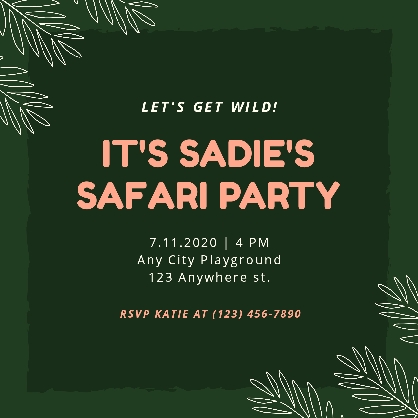 LET'S GET WILD!
IT'S SADIE'S
SAFARI PARTY
7.11.2020 | 4 PM
Any City Playground
123 Anywhere st.
RSVP KATIE AT (123) 456-7890